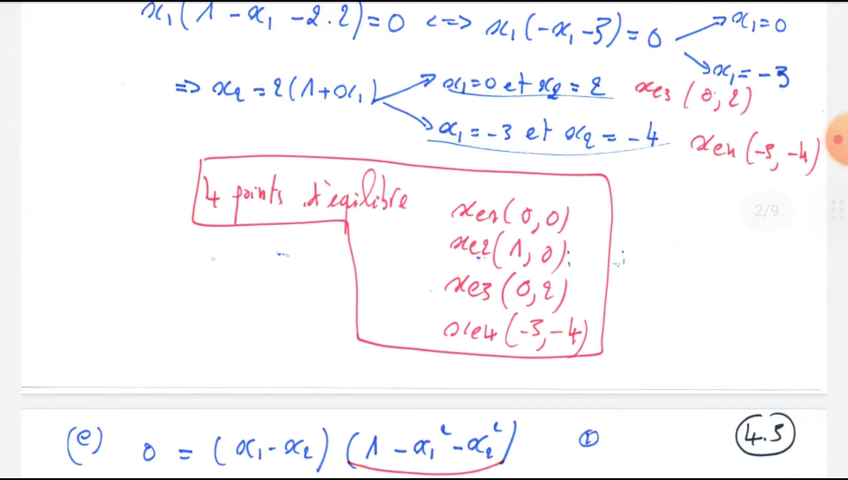 x₁(1 - x₁ - 2·2) = 0 <=> x₁(-x₁ - 3) = 0 x₁ = 0
x₁ = -3
=> x₂ = 2(1 + x₁) x₁ = 0 et x₂ = 2 xe3 (0, 2)
x₁ = -3 et x₂ = -4 xe4 (-3, -4)
4 points d'égilibre
xe1 (0, 0)
xe2 (1, 0)
xe3 (0, 2)
xe4 (-3, -4)
2/9
(e) 0 = (x₁ - x₂) (1 - x₁² - x₂²) ① 4.5